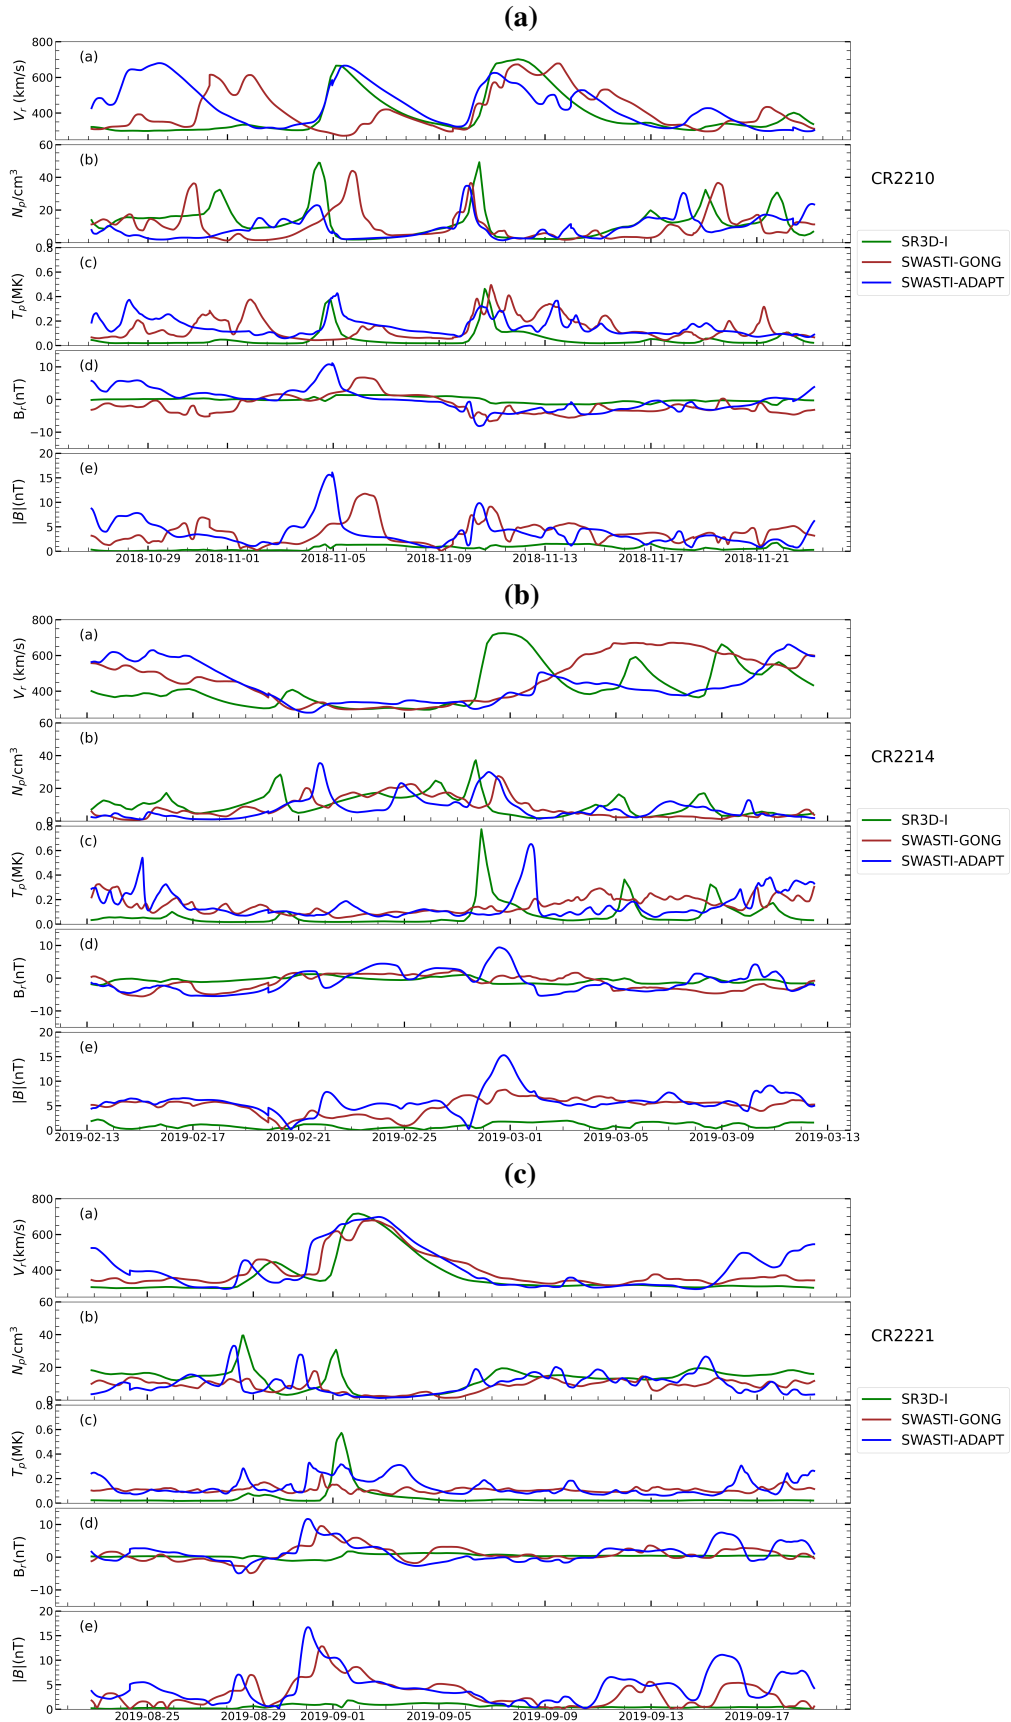 (a)
800
600
400
V_r (km/s)
(a)
60
40
20
0
N_p/cm^3
(b)
CR2210
SR3D-I
SWASTI-GONG
SWASTI-ADAPT
0.8
0.6
0.4
0.2
0.0
T_p(MK)
(c)
10
0
−10
B_r(nT)
(d)
20
15
10
5
0
|B|(nT)
(e)
2018-10-29 2018-11-01 2018-11-05 2018-11-09 2018-11-13 2018-11-17 2018-11-21
(b)
800
600
400
V_r (km/s)
(a)
60
40
20
0
N_p/cm^3
(b)
CR2214
SR3D-I
SWASTI-GONG
SWASTI-ADAPT
0.8
0.6
0.4
0.2
0.0
T_p(MK)
(c)
10
0
−10
B_r(nT)
(d)
20
15
10
5
0
|B|(nT)
(e)
2019-02-13 2019-02-17 2019-02-21 2019-02-25 2019-03-01 2019-03-05 2019-03-09 2019-03-13
(c)
800
600
400
V_r(km/s)
(a)
60
40
20
0
N_p/cm^3
(b)
CR2221
SR3D-I
SWASTI-GONG
SWASTI-ADAPT
0.8
0.6
0.4
0.2
0.0
T_p(MK)
(c)
10
0
−10
B_r(nT)
(d)
20
15
10
5
0
|B|(nT)
(e)
2019-08-25 2019-08-29 2019-09-01 2019-09-05 2019-09-09 2019-09-13 2019-09-17